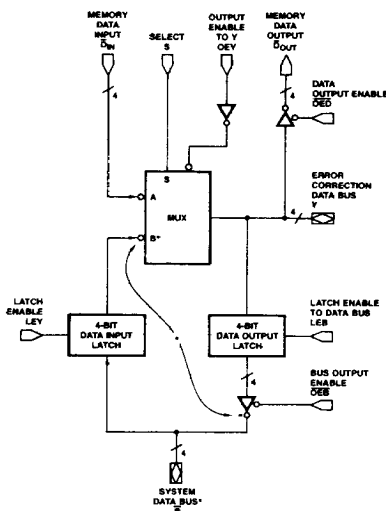 MEMORY
DATA
INPUT
DIN
SELECT
S
OUTPUT
ENABLE
TO Y
OEY
MEMORY
DATA
OUTPUT
DOUT
4
4
DATA
OUTPUT ENABLE
OED
S
A
MUX
B*
ERROR
CORRECTION
DATA BUS
Y
4
LATCH
ENABLE
LEY
4-BIT
DATA INPUT
LATCH
4-BIT
DATA OUTPUT
LATCH
LATCH ENABLE
TO DATA BUS
LEB
4
BUS OUTPUT
ENABLE
OEB
*
4
SYSTEM
DATA BUS*